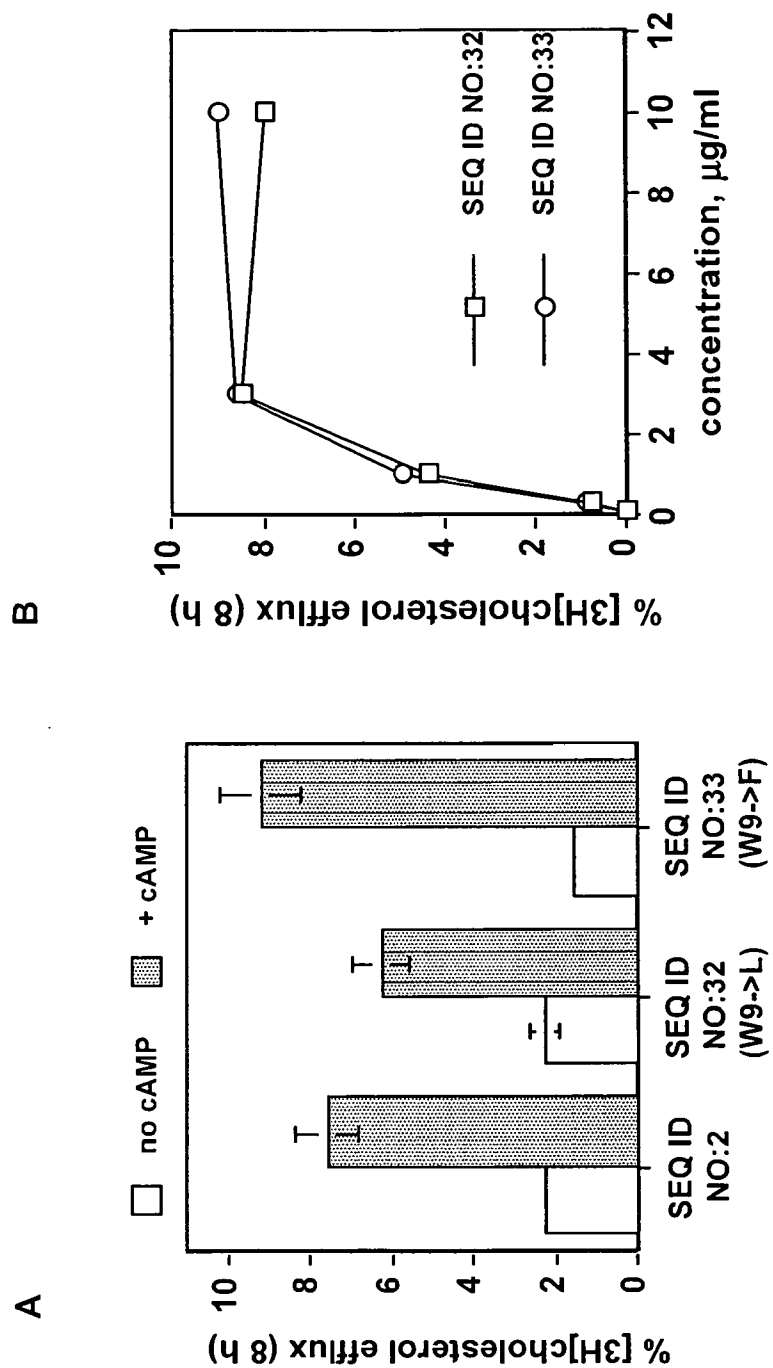 A
no cAMP
+ cAMP
% [3H]cholesterol efflux (8 h)
10
8
6
4
2
0
SEQ ID
NO:2
SEQ ID
NO:32
(W9->L)
SEQ ID
NO:33
(W9->F)
B
% [3H]cholesterol efflux (8 h)
10
8
6
4
2
0
0
2
4
6
8
10
12
SEQ ID NO:32
SEQ ID NO:33
concentration, µg/ml